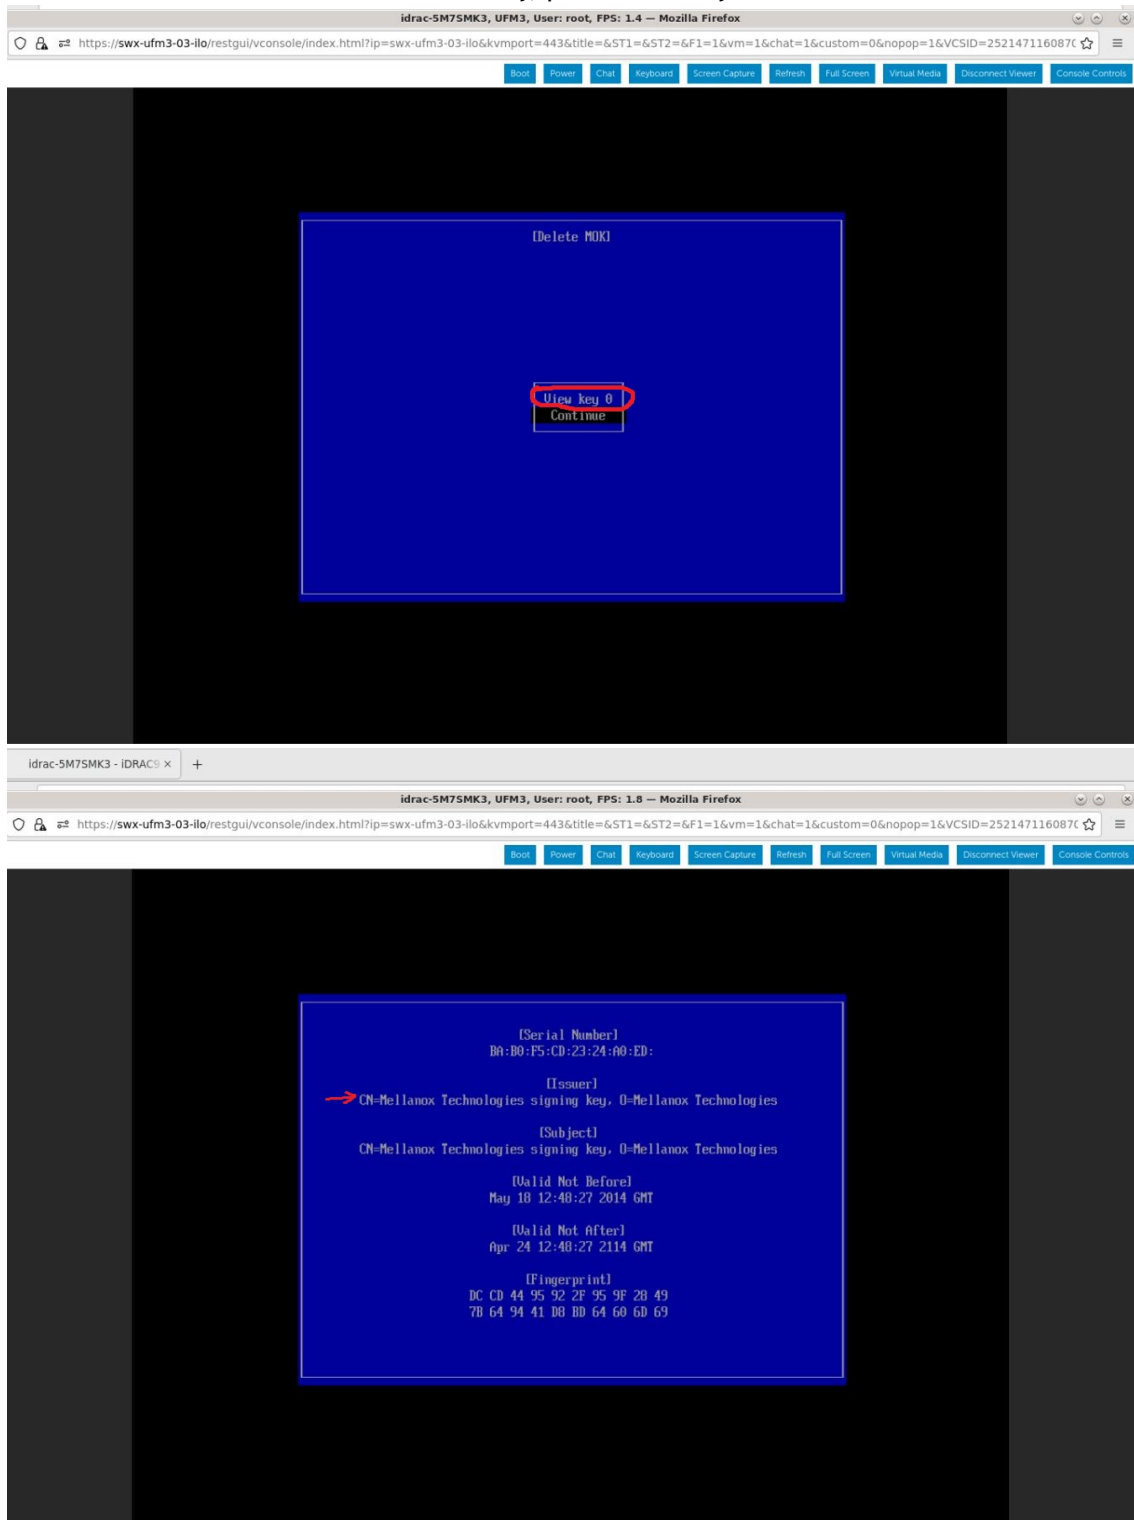 idrac-5M7SMK3, UFM3, User: root, FPS: 1.4 — Mozilla Firefox
https://swx-ufm3-03-ilo/restgui/vconsole/index.html?ip=swx-ufm3-03-ilo&kvmport=443&title=&ST1=&ST2=&F1=1&vm=1&chat=1&custom=0&nopop=1&VCSID=2521471160870
Boot Power Chat Keyboard Screen Capture Refresh Full Screen Virtual Media Disconnect Viewer Console Controls
[Delete MOK]
View key 0
Continue
idrac-5M7SMK3 - iDRAC9 × +
idrac-5M7SMK3, UFM3, User: root, FPS: 1.8 — Mozilla Firefox
https://swx-ufm3-03-ilo/restgui/vconsole/index.html?ip=swx-ufm3-03-ilo&kvmport=443&title=&ST1=&ST2=&F1=1&vm=1&chat=1&custom=0&nopop=1&VCSID=252147116087
Boot Power Chat Keyboard Screen Capture Refresh Full Screen Virtual Media Disconnect Viewer Console Controls
[Serial Number]
BA:B0:F5:CD:23:24:A0:ED:
[Issuer]
CN=Mellanox Technologies signing key, O=Mellanox Technologies
[Subject]
CN=Mellanox Technologies signing key, O=Mellanox Technologies
[Valid Not Before]
May 18 12:48:27 2014 GMT
[Valid Not After]
Apr 24 12:48:27 2114 GMT
[Fingerprint]
DC CD 44 95 92 2F 95 9F 28 49
7B 64 94 41 D8 BD 64 60 6D 69